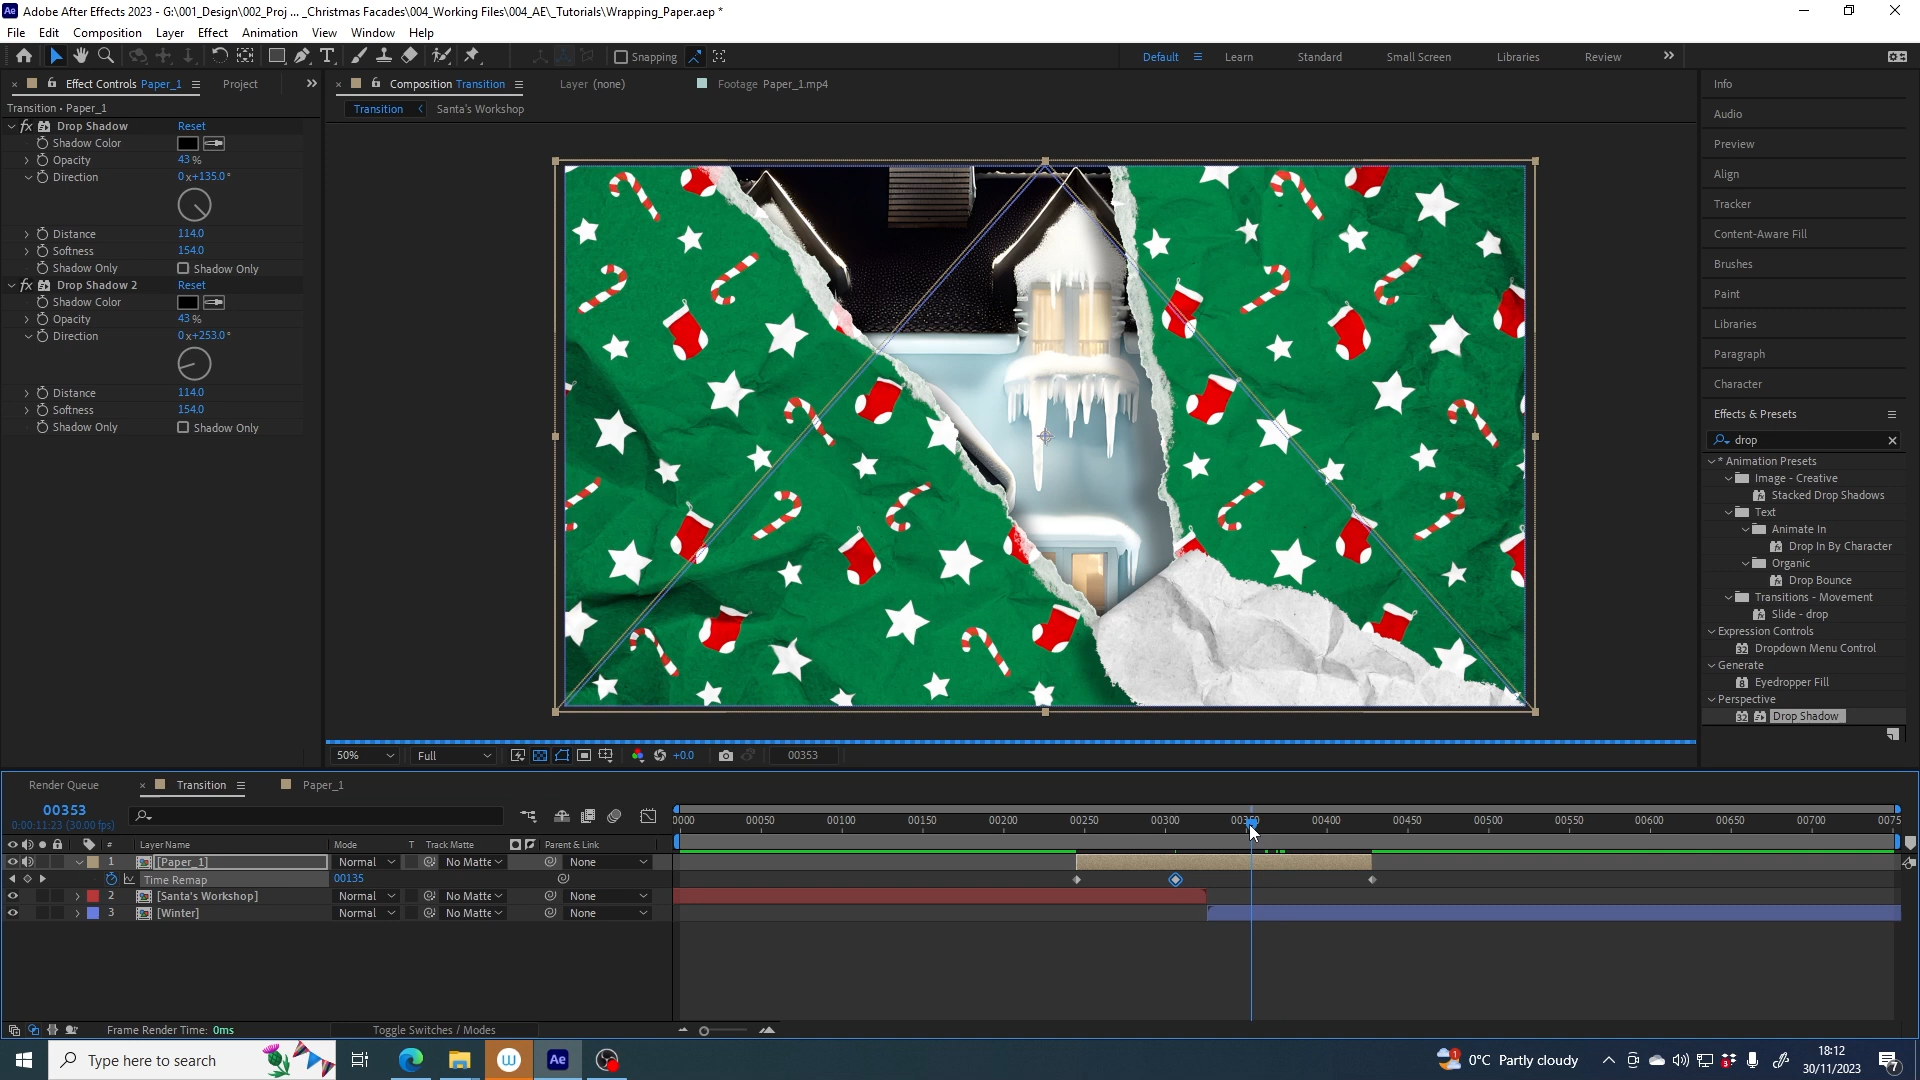 Adobe After Effects 2023 - G:\001_Design\002_Proj ... _Christmas Facades\004_Working Files\004_AE\_Tutorials\Wrapping_Paper.aep *
File Edit Composition Layer Effect Animation View Window Help
Snapping
Default Learn Standard Small Screen Libraries Review
Effect Controls Paper_1 Project
Composition Transition Layer (none) Footage Paper_1.mp4
Transition • Paper_1
Transition Santa's Workshop
fx Drop Shadow Reset
Shadow Color
Opacity 43 %
Direction 0x+135.0°
Distance 114.0
Softness 154.0
Shadow Only Shadow Only
fx Drop Shadow 2 Reset
Shadow Color
Opacity 43 %
Direction 0x+253.0°
Distance 114.0
Softness 154.0
Shadow Only Shadow Only
50% Full +0.0 00353
Info
Audio
Preview
Align
Tracker
Content-Aware Fill
Brushes
Paint
Libraries
Paragraph
Character
Effects & Presets
drop
* Animation Presets
Image - Creative
Stacked Drop Shadows
Text
Animate In
Drop In By Character
Organic
Drop Bounce
Transitions - Movement
Slide - drop
Expression Controls
32 Dropdown Menu Control
Generate
8 Eyedropper Fill
Perspective
32 Drop Shadow
Render Queue Transition Paper_1
00353
0:00:11:23 (30.00 fps)
0000 00050 00100 00150 00200 00250 00300 00350 00400 00450 00500 00550 00600 00650 00700 0075
# Layer Name Mode T Track Matte Parent & Link
1 [Paper_1] Normal No Matte None
Time Remap 00135
2 [Santa's Workshop] Normal No Matte None
3 [Winter] Normal No Matte None
Frame Render Time: 0ms Toggle Switches / Modes
Type here to search
W Ae
0°C Partly cloudy
18:12
30/11/2023
7